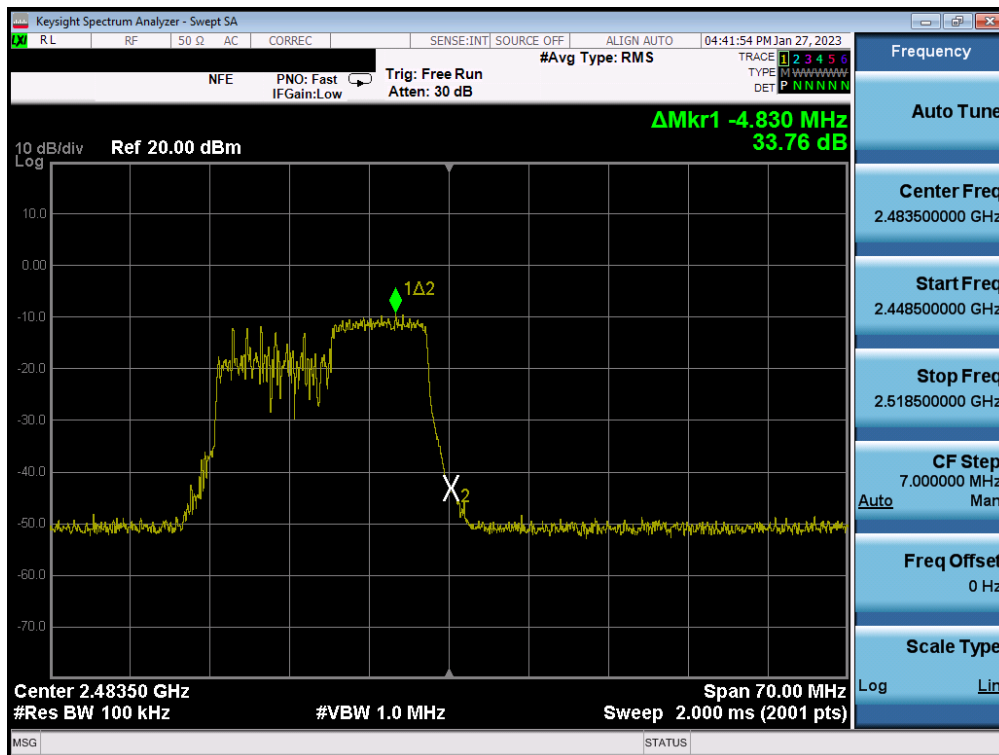 Keysight Spectrum Analyzer - Swept SA
LXI RL RF 50 Ω AC CORREC SENSE:INT SOURCE OFF ALIGN AUTO 04:41:54 PM Jan 27, 2023
NFE PNO: Fast IFGain:Low
Trig: Free Run
Atten: 30 dB
#Avg Type: RMS
TRACE 1 2 3 4 5 6
TYPE M WWWWW
DET P N N N N N
ΔMkr1 -4.830 MHz
33.76 dB
10 dB/div Ref 20.00 dBm
Log
10.0
0.00
-10.0
-20.0
-30.0
-40.0
-50.0
-60.0
-70.0
1Δ2
X2
Center 2.48350 GHz Span 70.00 MHz
#Res BW 100 kHz #VBW 1.0 MHz Sweep 2.000 ms (2001 pts)
MSG STATUS
Frequency
Auto Tune
Center Freq
2.483500000 GHz
Start Freq
2.448500000 GHz
Stop Freq
2.518500000 GHz
CF Step
7.000000 MHz
Auto Man
Freq Offset
0 Hz
Scale Type
Log Lin